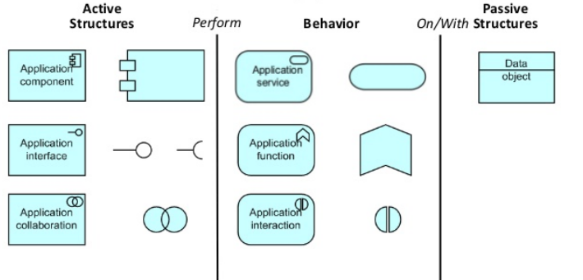 Active
Structures
Perform
Behavior
On/With
Passive
Structures
Application
component
Application
service
Data
object
Application
interface
Application
function
Application
collaboration
Application
interaction